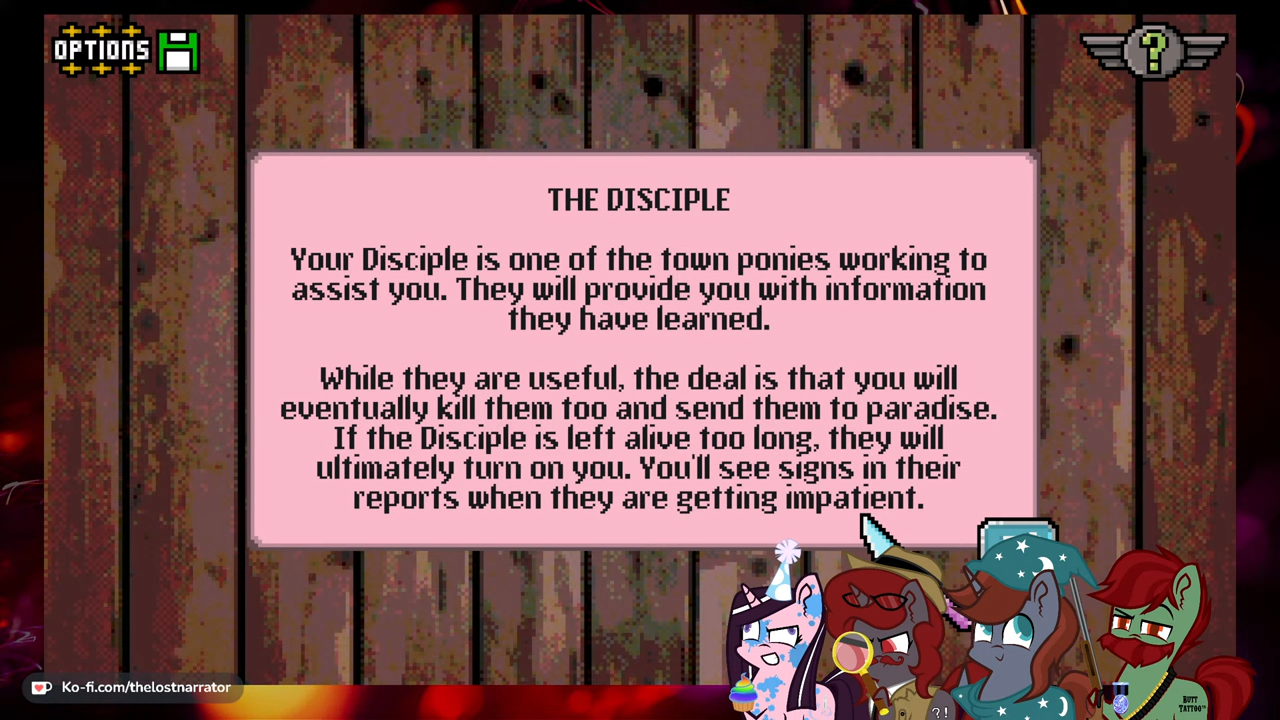 OPTIONS
?
THE DISCIPLE
Your Disciple is one of the town ponies working to
assist you. They will provide you with information
they have learned.
While they are useful, the deal is that you will
eventually kill them too and send them to paradise.
If the Disciple is left alive too long, they will
ultimately turn on you. You'll see signs in their
reports when they are getting impatient.
Ko-fi.com/thelostnarrator
?!
BUTT
TATTOO™